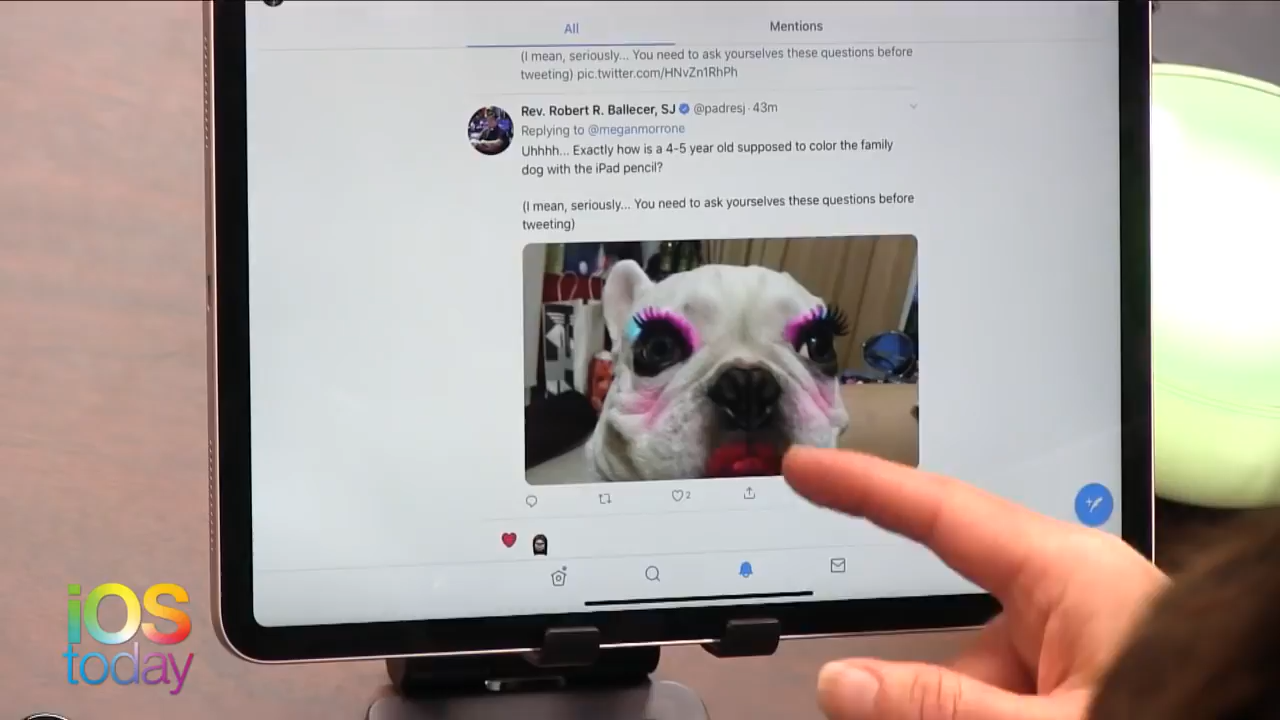 All
Mentions
(I mean, seriously... You need to ask yourselves these questions before
tweeting) pic.twitter.com/HNvZn1RhPh
Rev. Robert R. Ballecer, SJ @padresj · 43m
Replying to @meganmorrone
Uhhhh... Exactly how is a 4-5 year old supposed to color the family
dog with the iPad pencil?
(I mean, seriously... You need to ask yourselves these questions before
tweeting)
2
iOS
today